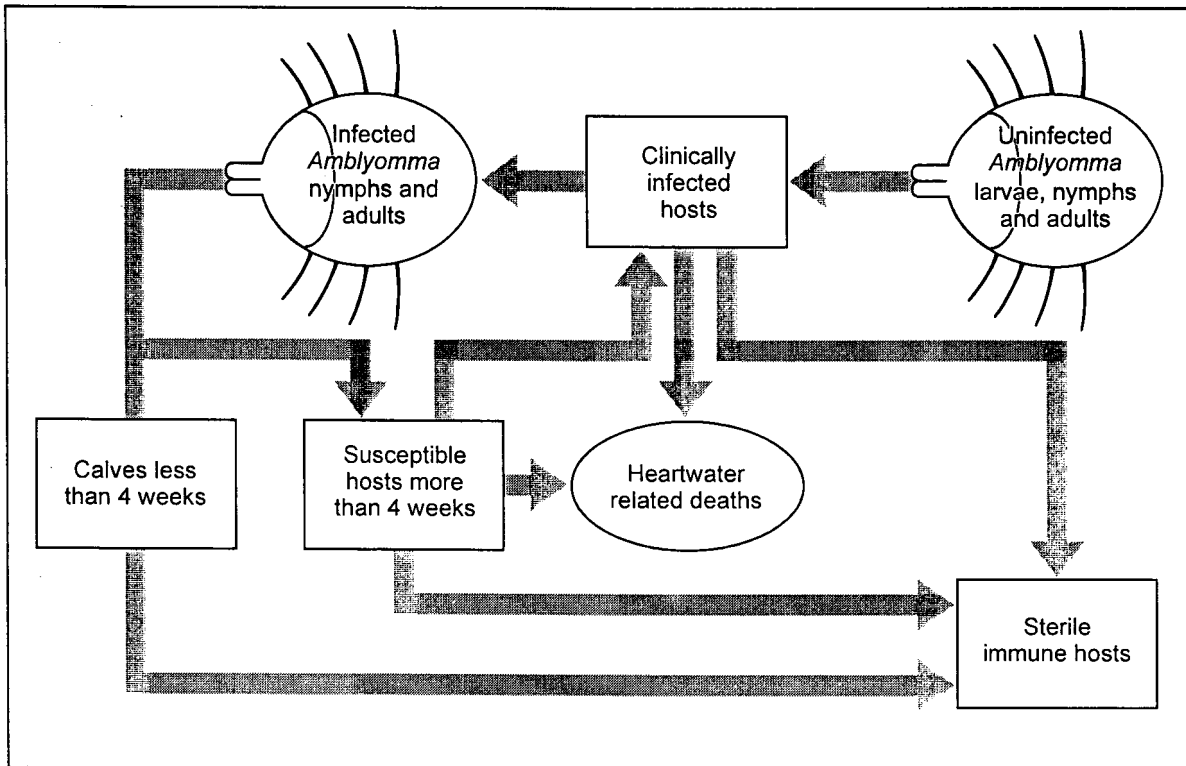 Infected
Amblyomma
nymphs and
adults
Clinically
infected
hosts
Uninfected
Amblyomma
larvae, nymphs
and adults
Calves less
than 4 weeks
Susceptible
hosts more
than 4 weeks
Heartwater
related deaths
Sterile
immune hosts